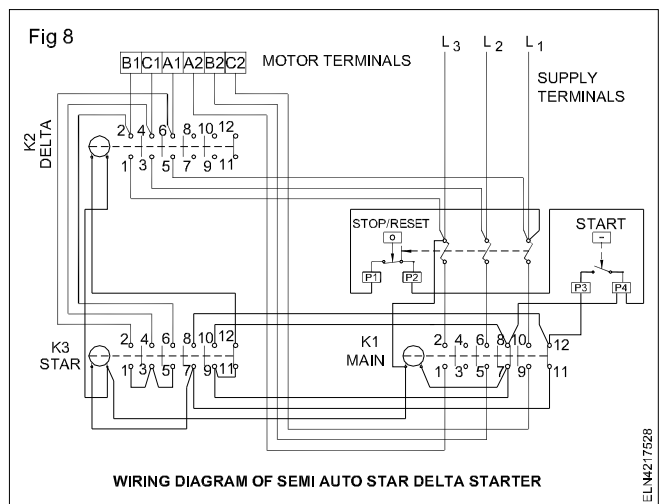 Fig 8
B1 C1 A1 A2 B2 C2
MOTOR TERMINALS
L3 L2 L1
SUPPLY
TERMINALS
K2
DELTA
2 4 6 8 10 12
1 3 5 7 9 11
STOP/RESET
O
P1 P2
START
-
P3 P4
K3
STAR
2 4 6 8 10 12
1 3 5 7 9 11
K1
MAIN
2 4 6 8 10 12
1 3 5 7 9 11
WIRING DIAGRAM OF SEMI AUTO STAR DELTA STARTER
ELN4217528